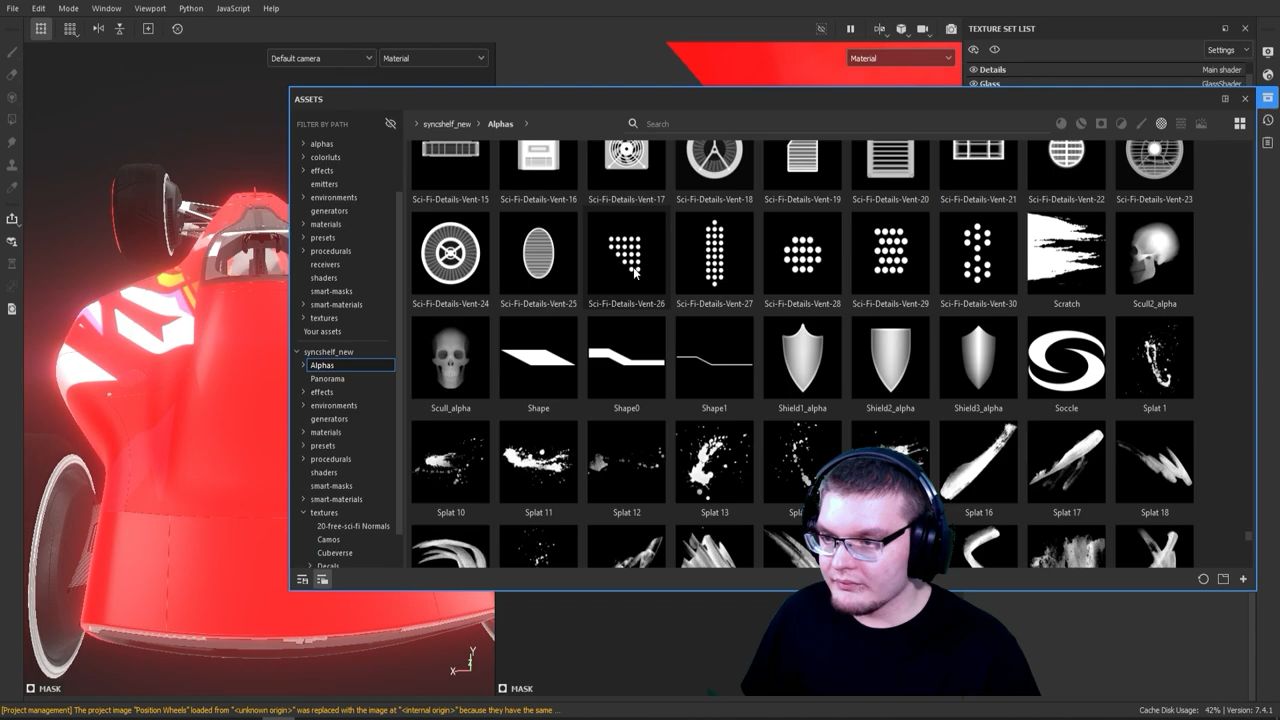 File Edit Mode Window Viewport Python JavaScript Help
TEXTURE SET LIST
Default camera
Material
Material
Settings
Details
Main shader
Glass
GlassShader
ASSETS
FILTER BY PATH
syncshelf_new
Alphas
Search
alphas
colorluts
effects
emitters
environments
generators
materials
presets
procedurals
receivers
shaders
smart-masks
smart-materials
textures
Your assets
syncshelf_new
Alphas
Panorama
effects
environments
generators
materials
presets
procedurals
shaders
smart-masks
smart-materials
textures
20-free-sci-fi Normals
Camos
Cubeverse
Decals
Sci-Fi-Details-Vent-15 Sci-Fi-Details-Vent-16 Sci-Fi-Details-Vent-17 Sci-Fi-Details-Vent-18 Sci-Fi-Details-Vent-19 Sci-Fi-Details-Vent-20 Sci-Fi-Details-Vent-21 Sci-Fi-Details-Vent-22 Sci-Fi-Details-Vent-23
Sci-Fi-Details-Vent-24 Sci-Fi-Details-Vent-25 Sci-Fi-Details-Vent-26 Sci-Fi-Details-Vent-27 Sci-Fi-Details-Vent-28 Sci-Fi-Details-Vent-29 Sci-Fi-Details-Vent-30 Scratch Scull2_alpha
Scull_alpha Shape Shape0 Shape1 Shield1_alpha Shield2_alpha Shield3_alpha Soccle Splat 1
Splat 10 Splat 11 Splat 12 Splat 13 Splat 16 Splat 17 Splat 18
Y
X Z
MASK
MASK
[Project management] The project image "Position Wheels" loaded from "<unknown origin>" was replaced with the image at "<internal origin>" because they have the same ...
Cache Disk Usage: 42% | Version: 7.4.1